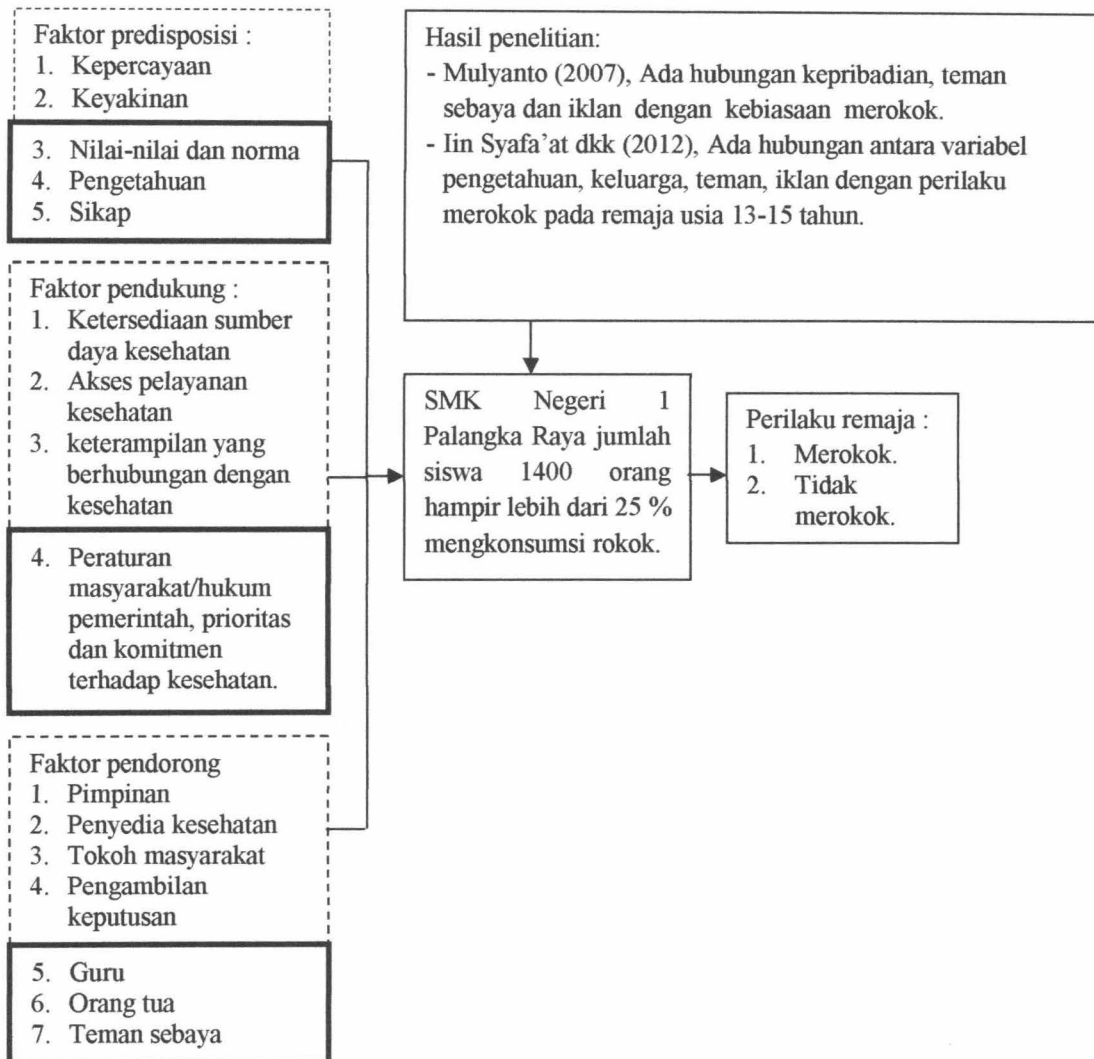 Faktor predisposisi :
1. Kepercayaan
2. Keyakinan
3. Nilai-nilai dan norma
4. Pengetahuan
5. Sikap
Faktor pendukung :
1. Ketersediaan sumber
daya kesehatan
2. Akses pelayanan
kesehatan
3. keterampilan yang
berhubungan dengan
kesehatan
4. Peraturan
masyarakat/hukum
pemerintah, prioritas
dan komitmen
terhadap kesehatan.
Faktor pendorong
1. Pimpinan
2. Penyedia kesehatan
3. Tokoh masyarakat
4. Pengambilan
keputusan
5. Guru
6. Orang tua
7. Teman sebaya
Hasil penelitian:
- Mulyanto (2007), Ada hubungan kepribadian, teman
sebaya dan iklan dengan kebiasaan merokok.
- Iin Syafa'at dkk (2012), Ada hubungan antara variabel
pengetahuan, keluarga, teman, iklan dengan perilaku
merokok pada remaja usia 13-15 tahun.
SMK Negeri 1
Palangka Raya jumlah
siswa 1400 orang
hampir lebih dari 25 %
mengkonsumsi rokok.
Perilaku remaja :
1. Merokok.
2. Tidak
merokok.